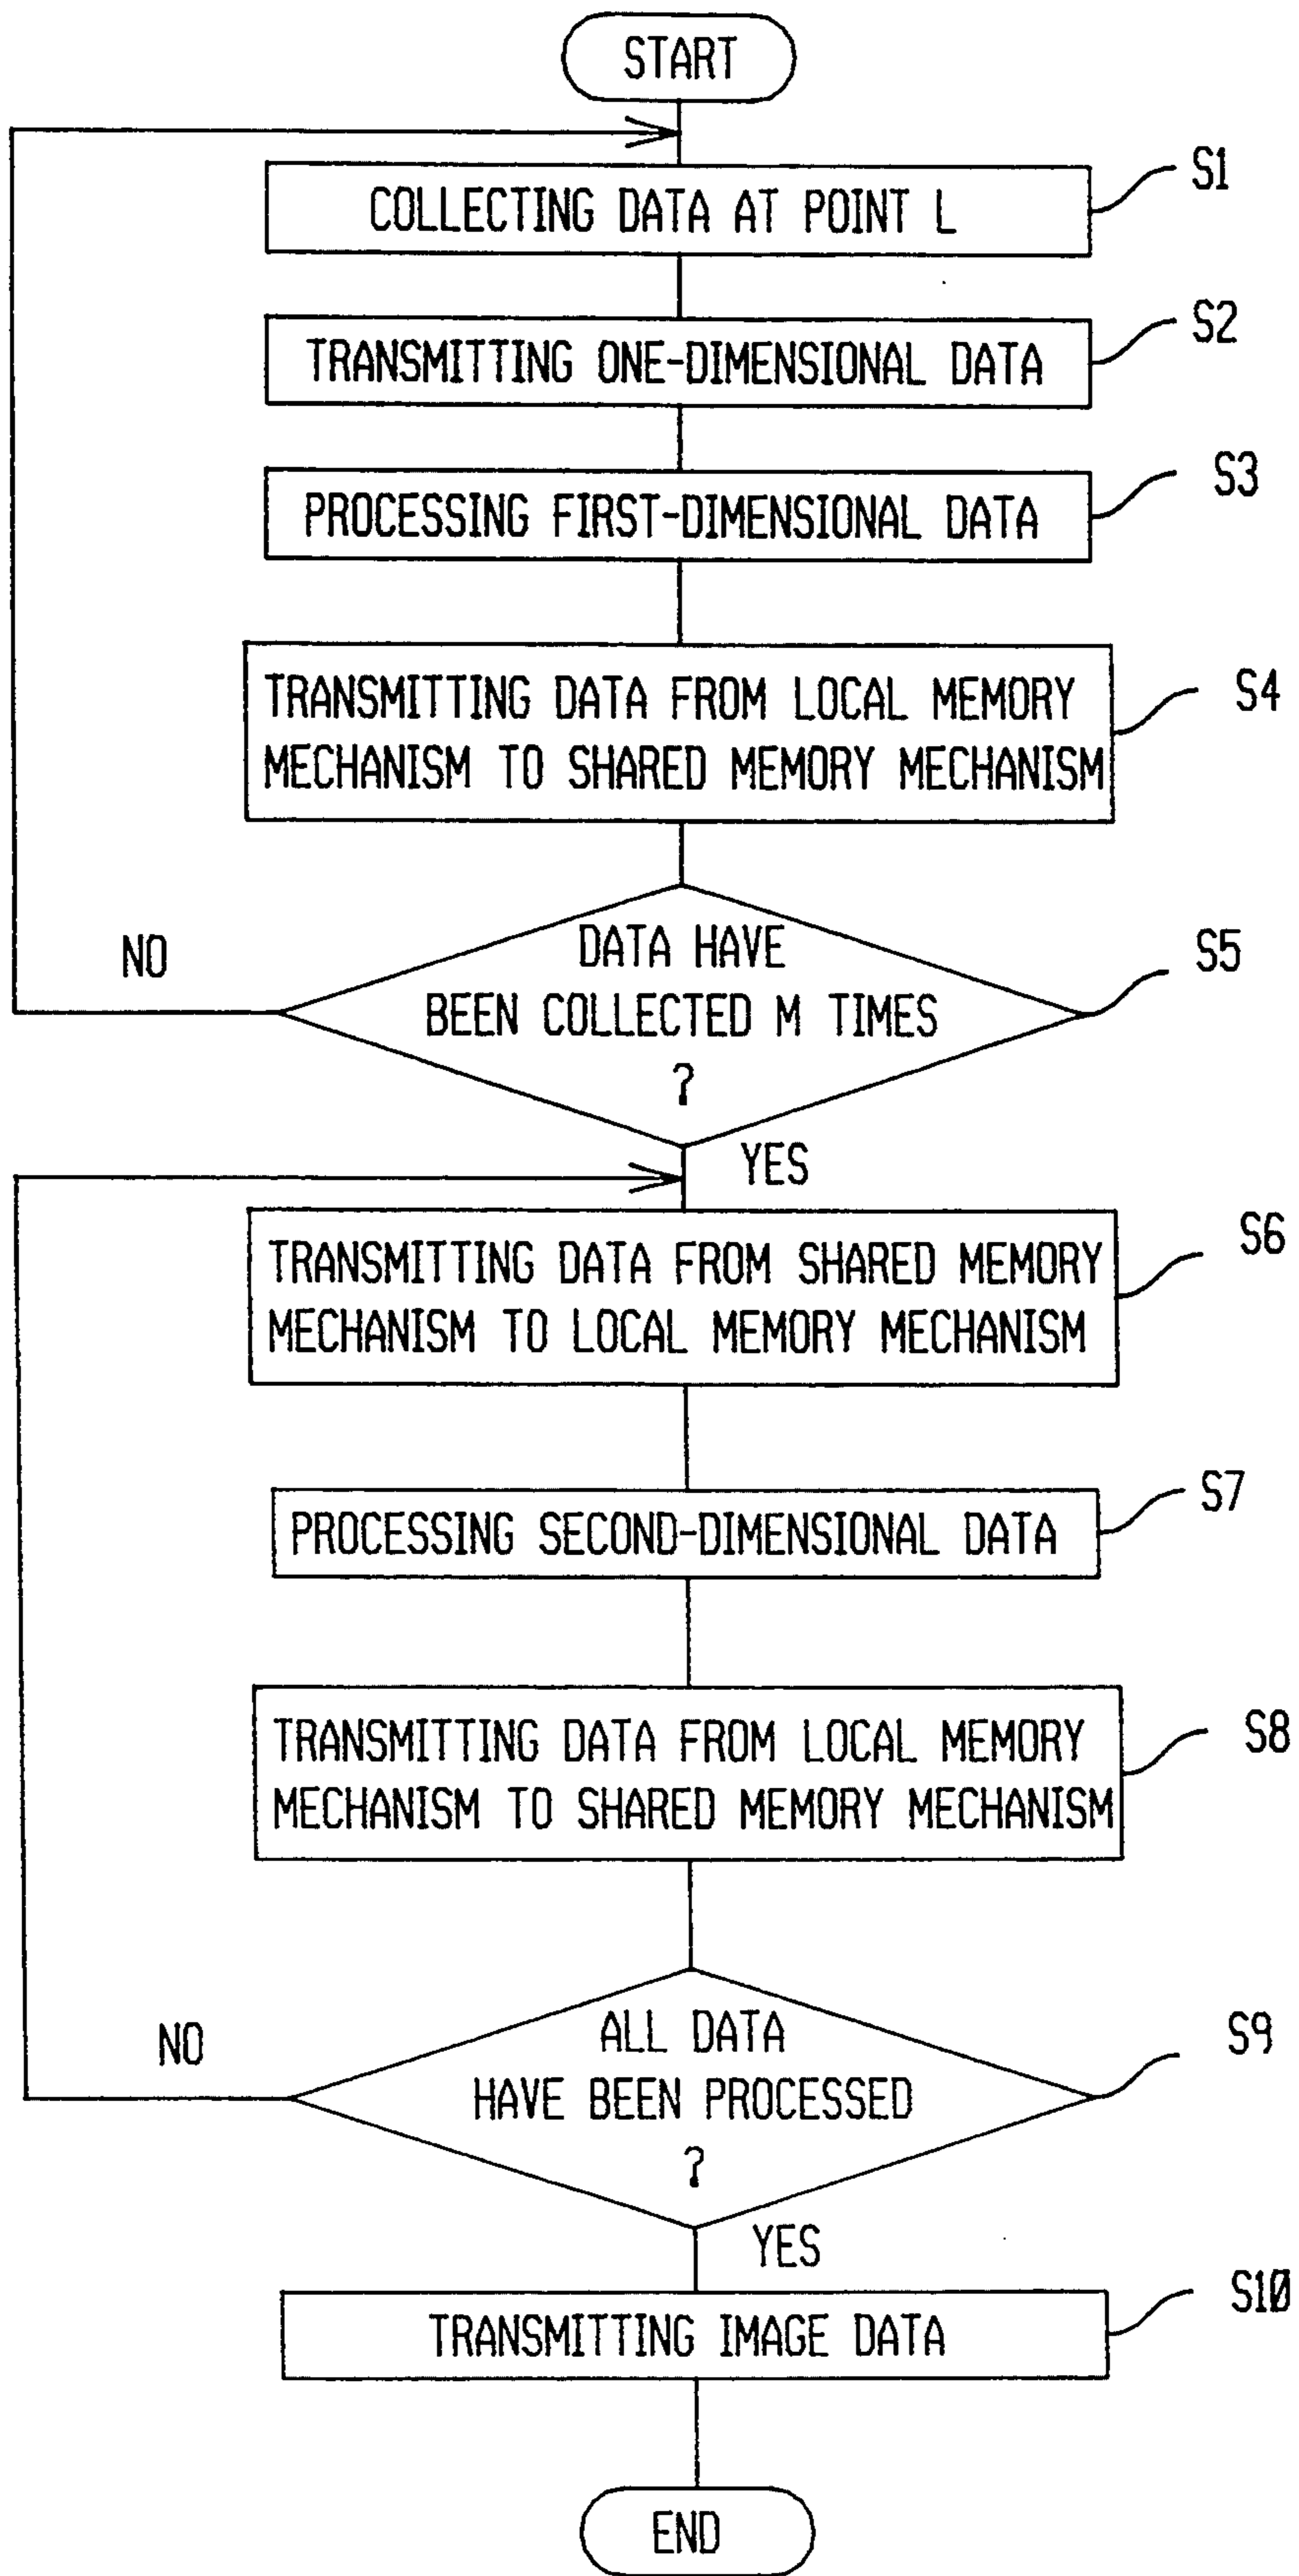 START
S1
COLLECTING DATA AT POINT L
S2
TRANSMITTING ONE-DIMENSIONAL DATA
S3
PROCESSING FIRST-DIMENSIONAL DATA
S4
TRANSMITTING DATA FROM LOCAL MEMORY
MECHANISM TO SHARED MEMORY MECHANISM
NO
S5
DATA HAVE
BEEN COLLECTED M TIMES
?
YES
S6
TRANSMITTING DATA FROM SHARED MEMORY
MECHANISM TO LOCAL MEMORY MECHANISM
S7
PROCESSING SECOND-DIMENSIONAL DATA
S8
TRANSMITTING DATA FROM LOCAL MEMORY
MECHANISM TO SHARED MEMORY MECHANISM
NO
S9
ALL DATA
HAVE BEEN PROCESSED
?
YES
S10
TRANSMITTING IMAGE DATA
END